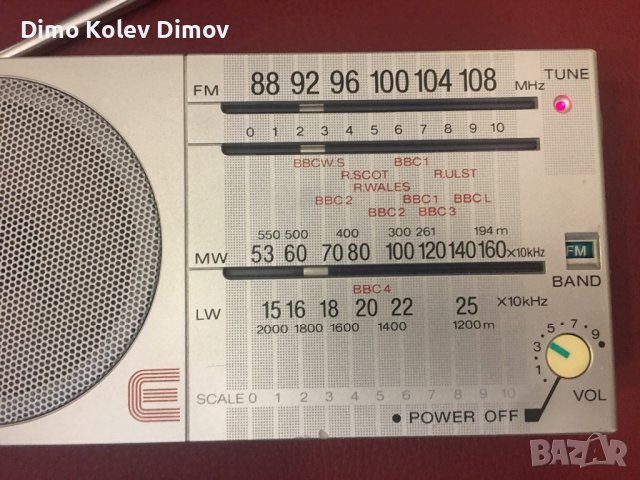 Dimo Kolev Dimov
TUNE
FM 88 92 96 100 104 108 MHz
0 1 2 3 4 5 6 7 8 9 10
BBCW.S BBC1
R.SCOT R.ULST
R.WALES
BBC2 BBC1 BBC L
BBC2 BBC3
550 500 400 300 261 194m
MW 53 60 70 80 100 120 140 160 ×10kHz
FM
BAND
BBC4
LW 15 16 18 20 22 25 ×10kHz
2000 1800 1600 1400 1200m
1 3 5 7 9
VOL
SCALE 0 1 2 3 4 5 6 7 8 9 10
POWER OFF
E
BAZAR